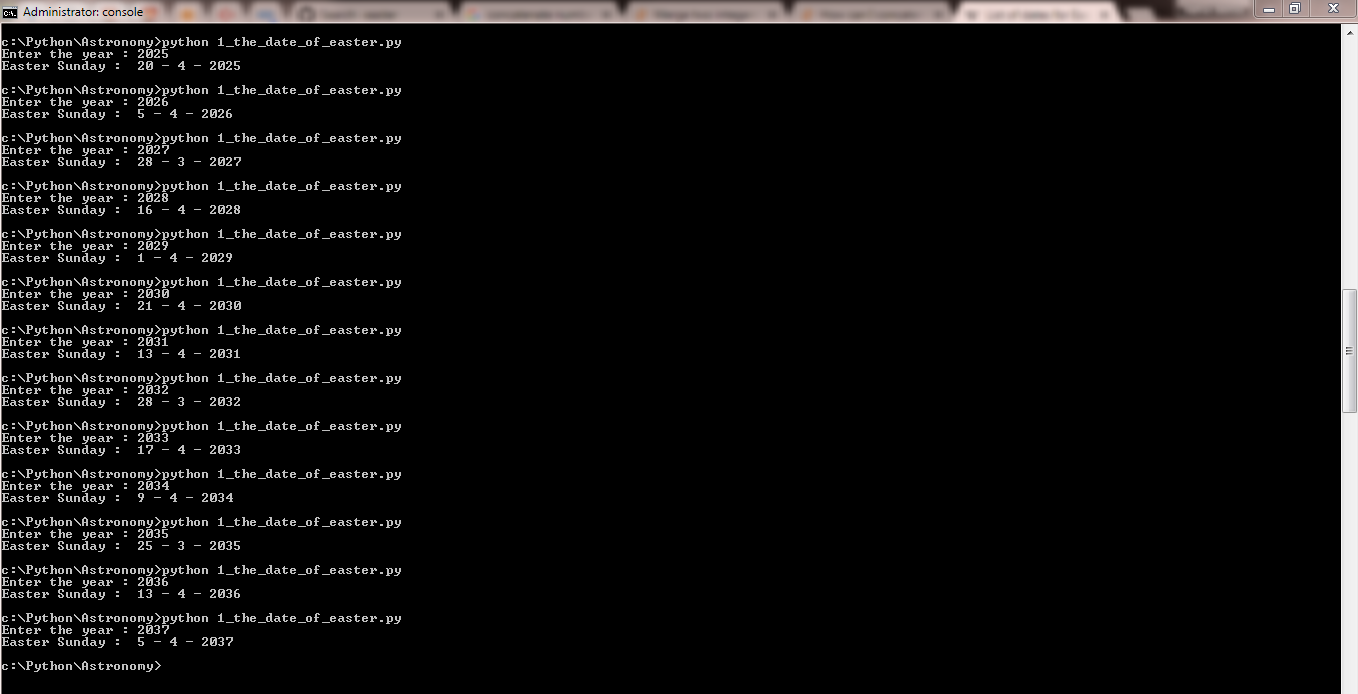 Administrator: console
c:\Python\Astronomy>python 1_the_date_of_easter.py
Enter the year : 2025
Easter Sunday :  20 - 4 - 2025
c:\Python\Astronomy>python 1_the_date_of_easter.py
Enter the year : 2026
Easter Sunday :  5 - 4 - 2026
c:\Python\Astronomy>python 1_the_date_of_easter.py
Enter the year : 2027
Easter Sunday :  28 - 3 - 2027
c:\Python\Astronomy>python 1_the_date_of_easter.py
Enter the year : 2028
Easter Sunday :  16 - 4 - 2028
c:\Python\Astronomy>python 1_the_date_of_easter.py
Enter the year : 2029
Easter Sunday :  1 - 4 - 2029
c:\Python\Astronomy>python 1_the_date_of_easter.py
Enter the year : 2030
Easter Sunday :  21 - 4 - 2030
c:\Python\Astronomy>python 1_the_date_of_easter.py
Enter the year : 2031
Easter Sunday :  13 - 4 - 2031
c:\Python\Astronomy>python 1_the_date_of_easter.py
Enter the year : 2032
Easter Sunday :  28 - 3 - 2032
c:\Python\Astronomy>python 1_the_date_of_easter.py
Enter the year : 2033
Easter Sunday :  17 - 4 - 2033
c:\Python\Astronomy>python 1_the_date_of_easter.py
Enter the year : 2034
Easter Sunday :  9 - 4 - 2034
c:\Python\Astronomy>python 1_the_date_of_easter.py
Enter the year : 2035
Easter Sunday :  25 - 3 - 2035
c:\Python\Astronomy>python 1_the_date_of_easter.py
Enter the year : 2036
Easter Sunday :  13 - 4 - 2036
c:\Python\Astronomy>python 1_the_date_of_easter.py
Enter the year : 2037
Easter Sunday :  5 - 4 - 2037
c:\Python\Astronomy>